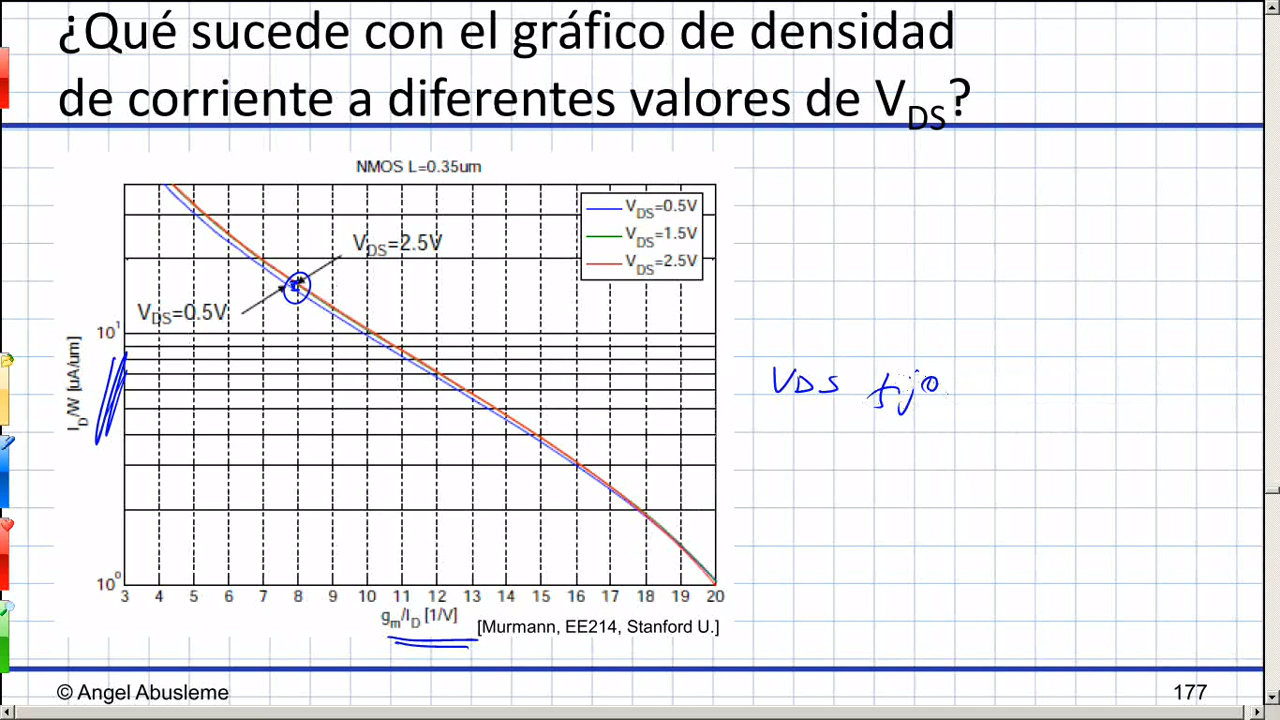 ¿Qué sucede con el gráfico de densidad
de corriente a diferentes valores de VDS?
NMOS L=0.35um
VDS=0.5V
VDS=1.5V
VDS=2.5V
VDS=2.5V
VDS=0.5V
10¹
ID/W [uA/um]
VDS fijo
10⁰
3 4 5 6 7 8 9 10 11 12 13 14 15 16 17 18 19 20
gm/ID [1/V]
[Murmann, EE214, Stanford U.]
© Angel Abusleme
177